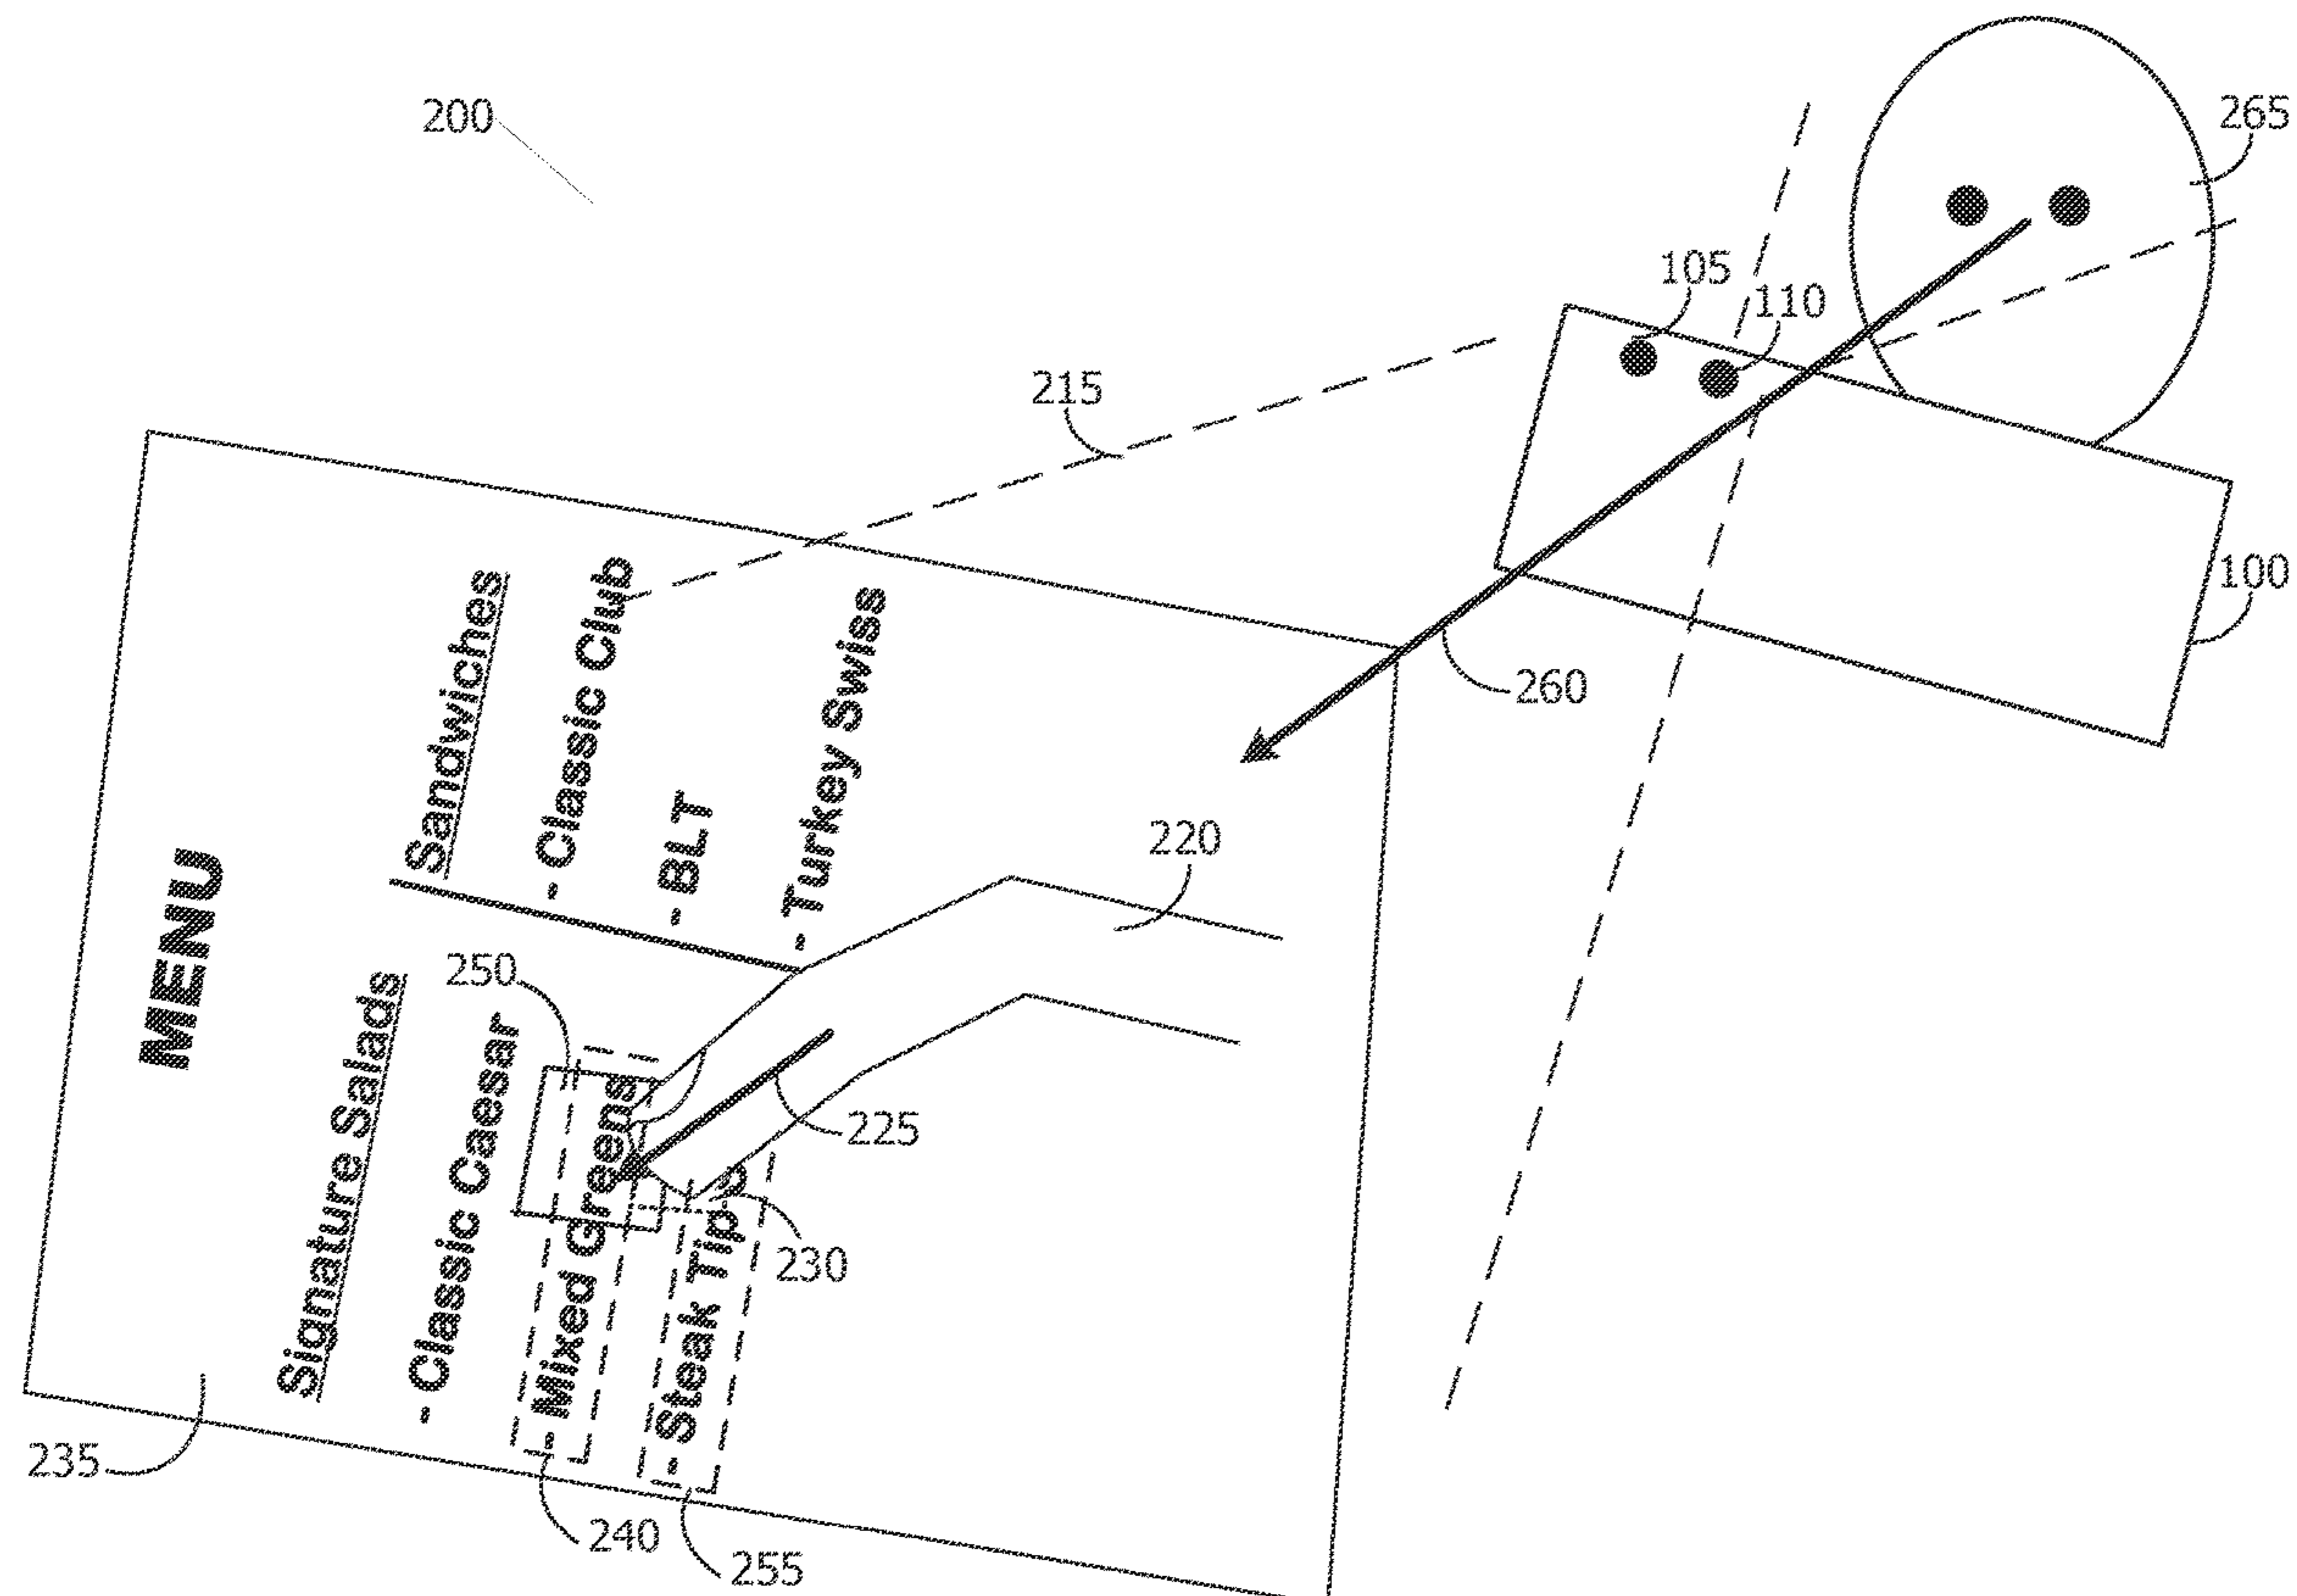 200
265
105
110
215
100
260
220
MENU
Sandwiches
- Classic Club
- BLT
- Turkey Swiss
Signature Salads
- Classic Caesar
- Mixed Greens
- Steak Tips
250
225
230
235
240
255